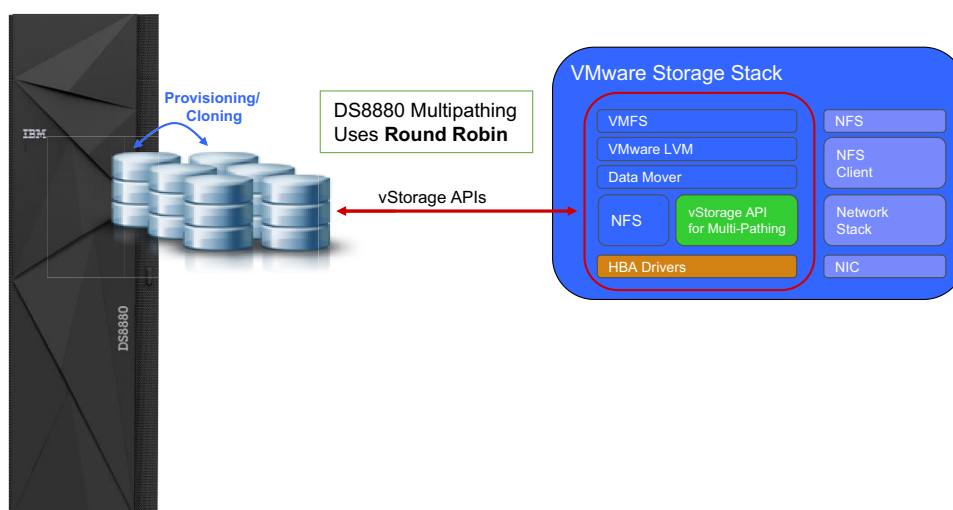 IBM
DS8880
Provisioning/
Cloning
DS8880 Multipathing
Uses Round Robin
vStorage APIs
VMware Storage Stack
VMFS
VMware LVM
Data Mover
NFS
vStorage API
for Multi-Pathing
HBA Drivers
NFS
NFS
Client
Network
Stack
NIC